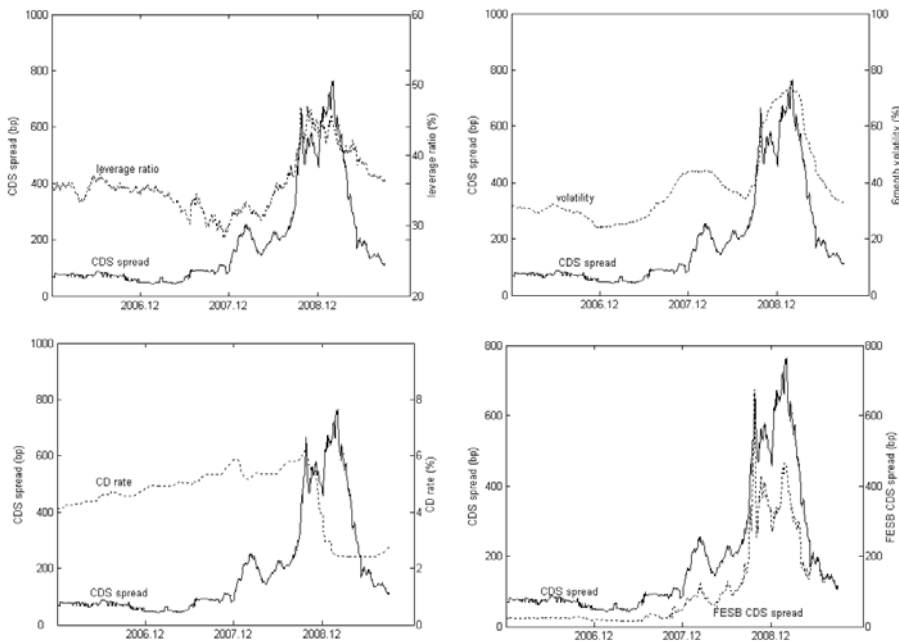 1000
800
600
400
200
0
CDS spread (bp)
leverage ratio
CDS spread
60
50
40
30
20
leverage ratio (%)
2006.12 2007.12 2008.12
1000
800
600
400
200
0
CDS spread (bp)
volatility
CDS spread
100
80
60
40
20
0
Smooth volatility (%)
2006.12 2007.12 2008.12
1000
800
600
400
200
0
CDS spread (bp)
CD rate
CDS spread
8
6
4
2
0
CD rate (%)
2006.12 2007.12 2008.12
800
600
400
200
0
CDS spread (bp)
CDS spread
FESB CDS spread
800
600
400
200
0
FESB CDS spread (bp)
2006.12 2007.12 2008.12